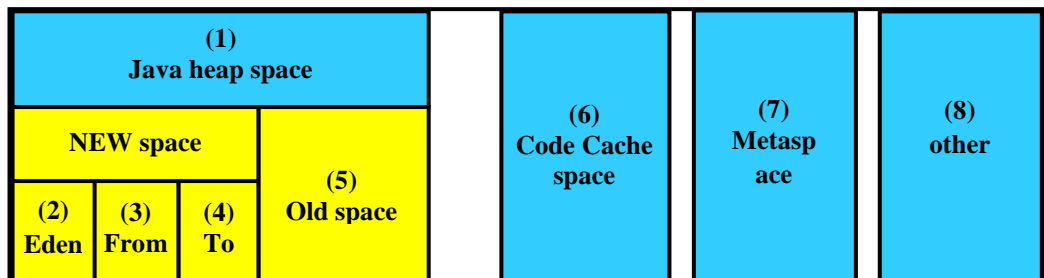 (1)
Java heap space
NEW space
(2)
Eden
(3)
From
(4)
To
(5)
Old space
(6)
Code Cache
space
(7)
Metasp
ace
(8)
other